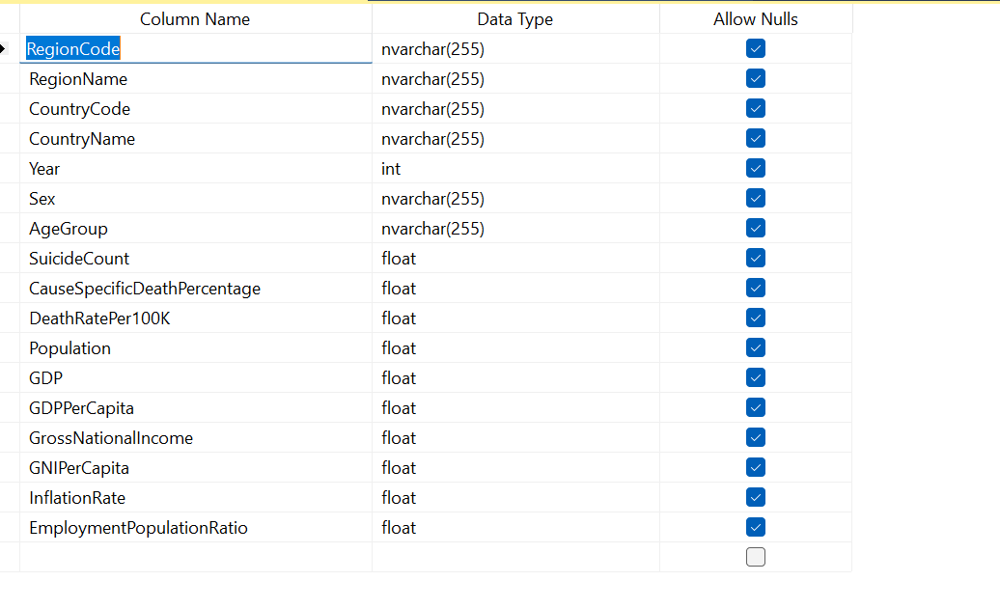 Column Name Data Type Allow Nulls
RegionCode nvarchar(255)
RegionName nvarchar(255)
CountryCode nvarchar(255)
CountryName nvarchar(255)
Year int
Sex nvarchar(255)
AgeGroup nvarchar(255)
SuicideCount float
CauseSpecificDeathPercentage float
DeathRatePer100K float
Population float
GDP float
GDPPerCapita float
GrossNationalIncome float
GNIPerCapita float
InflationRate float
EmploymentPopulationRatio float